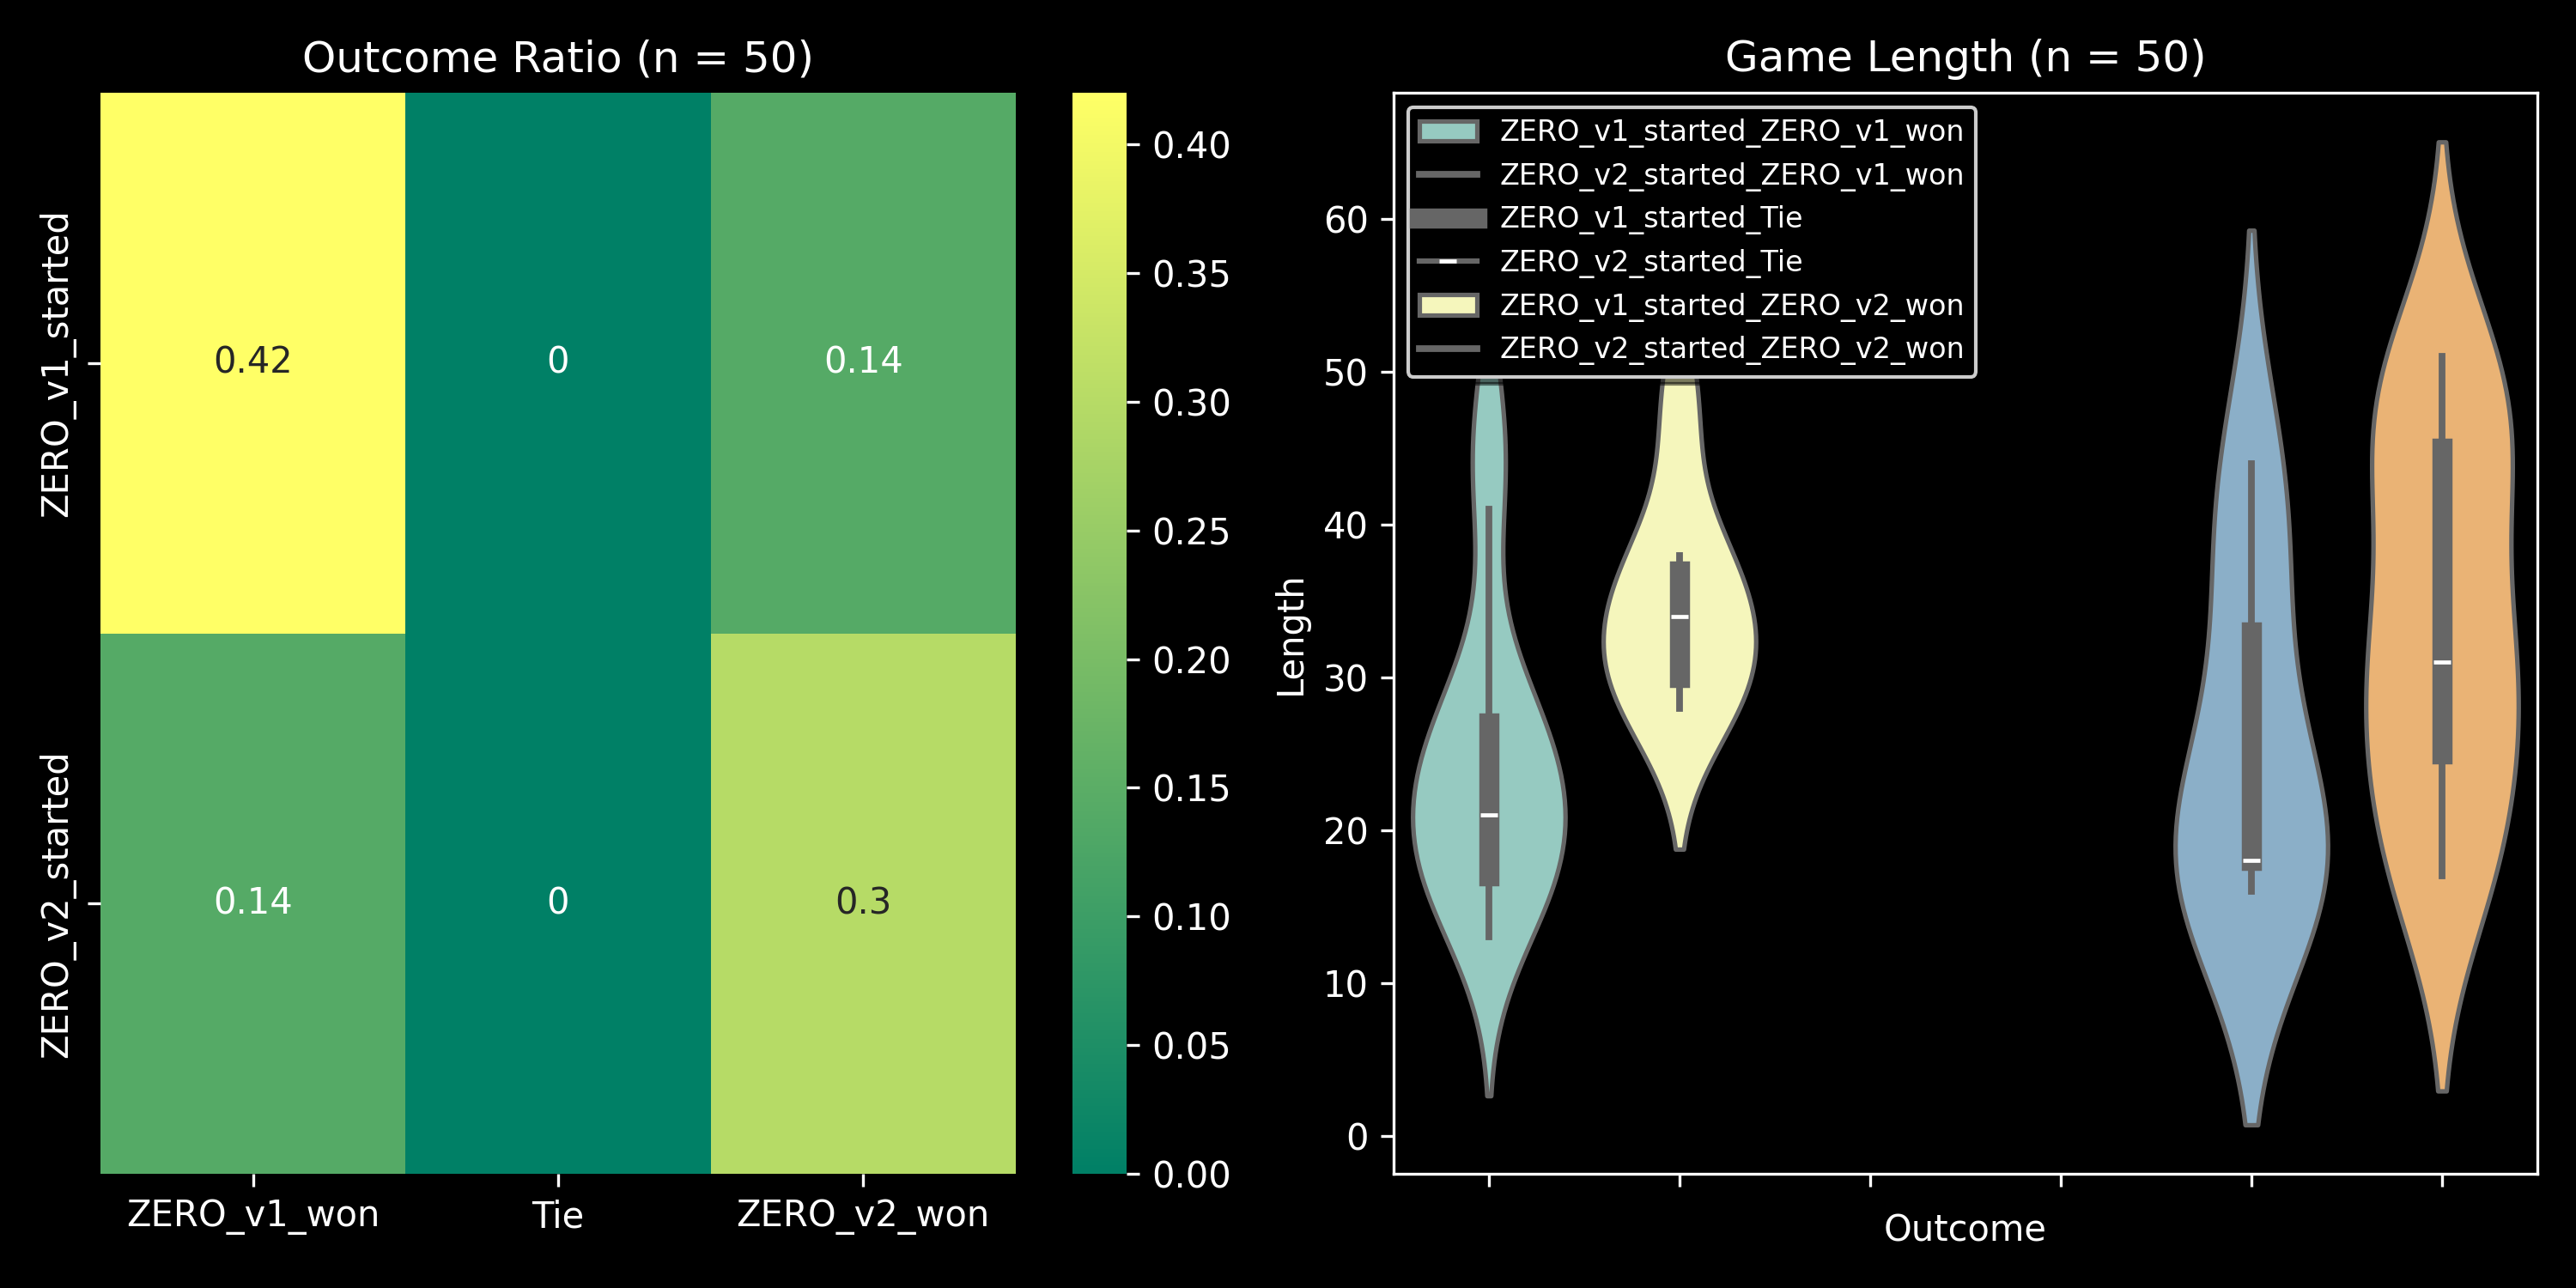 Outcome Ratio (n = 50)
ZERO_v1_started
ZERO_v2_started
0.42
0
0.14
0.14
0
0.3
ZERO_v1_won
Tie
ZERO_v2_won
0.40
0.35
0.30
0.25
0.20
0.15
0.10
0.05
0.00
Game Length (n = 50)
ZERO_v1_started_ZERO_v1_won
ZERO_v2_started_ZERO_v1_won
ZERO_v1_started_Tie
ZERO_v2_started_Tie
ZERO_v1_started_ZERO_v2_won
ZERO_v2_started_ZERO_v2_won
Length
60
50
40
30
20
10
0
Outcome